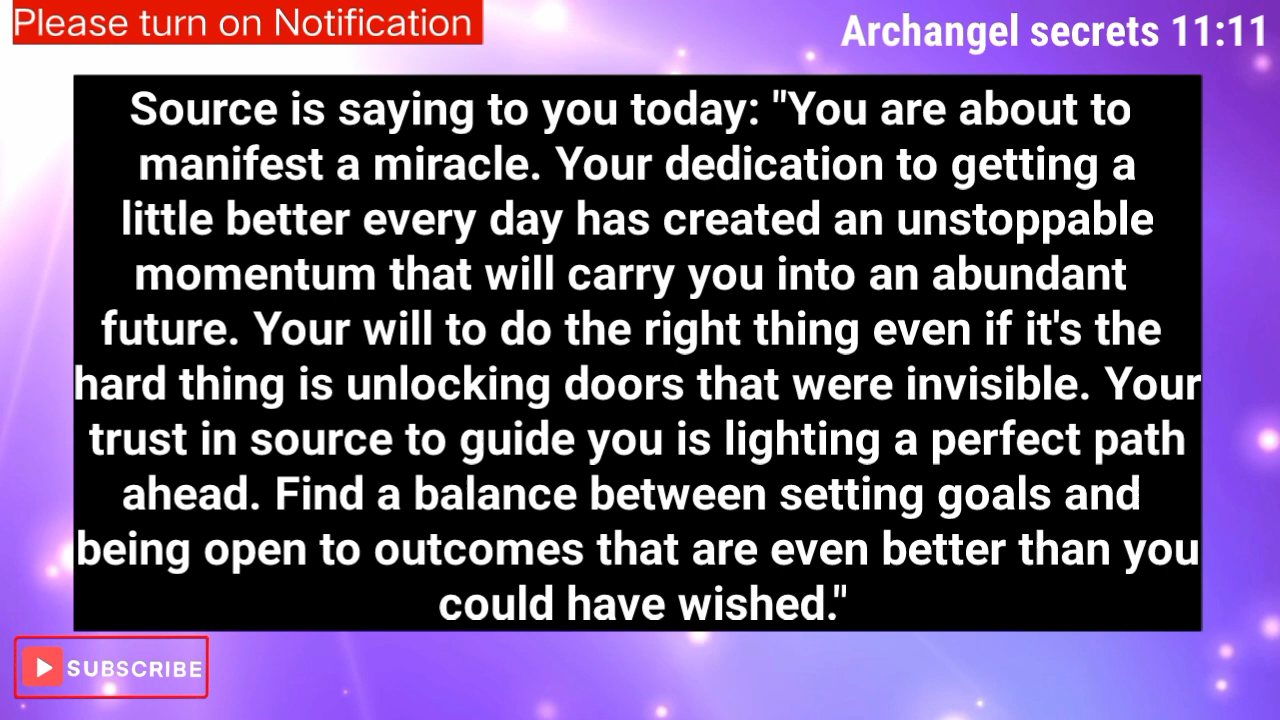 Please turn on Notification
Archangel secrets 11:11
Source is saying to you today: "You are about to
manifest a miracle. Your dedication to getting a
little better every day has created an unstoppable
momentum that will carry you into an abundant
future. Your will to do the right thing even if it's the
hard thing is unlocking doors that were invisible. Your
trust in source to guide you is lighting a perfect path
ahead. Find a balance between setting goals and
being open to outcomes that are even better than you
could have wished."
SUBSCRIBE